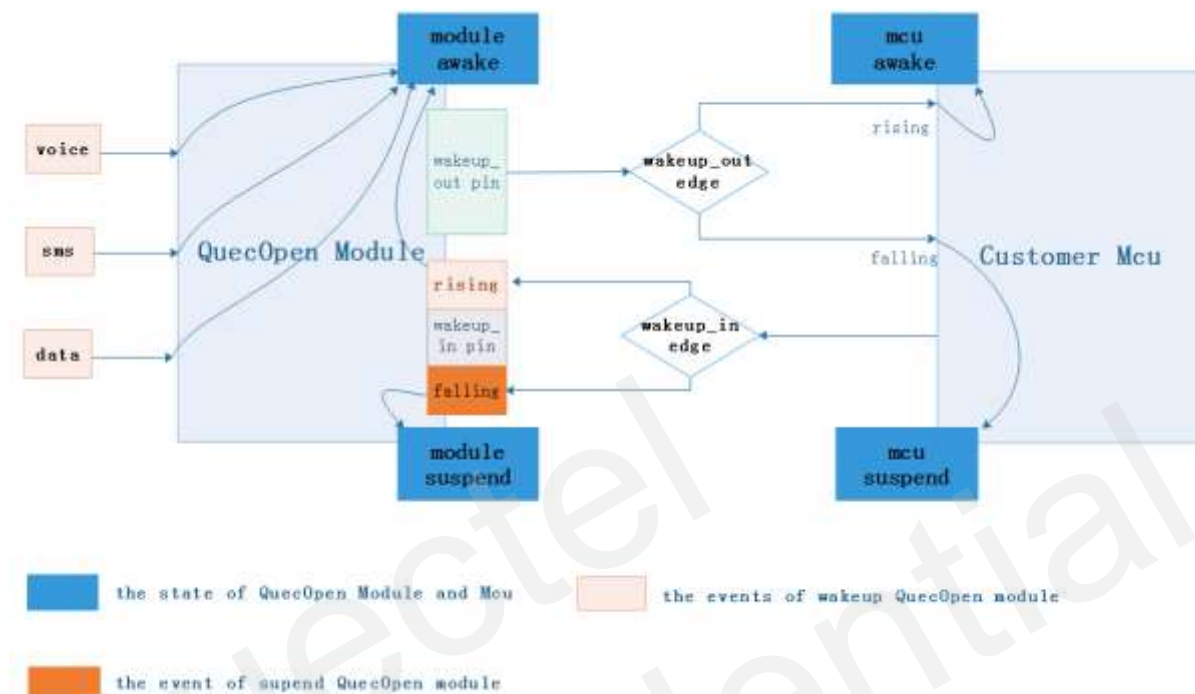 module
awake
mcu
awake
voice
wakeup_
out pin
wakeup_out
edge
rising
sms
QuecOpen Module
falling
Customer Mcu
rising
wakeup_
in pin
wakeup_in
edge
data
falling
module
suspend
mcu
suspend
the state of QuecOpen Module and Mcu
the events of wakeup QuecOpen module
the event of supend QuecOpen module